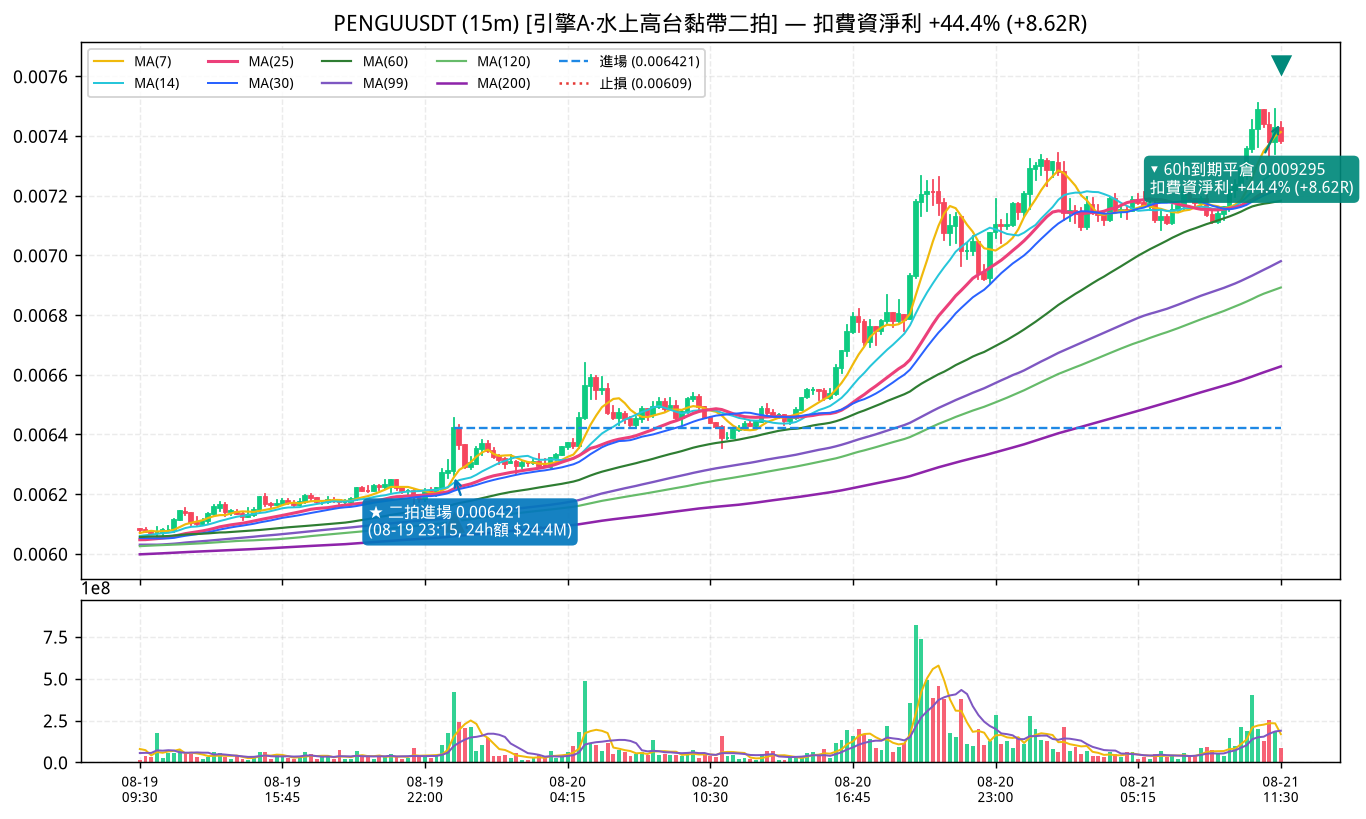 PENGUUSDT (15m) [引擎A·水上高台黏帶二拍] — 扣費資淨利 +44.4% (+8.62R)
MA(7)
MA(14)
MA(25)
MA(30)
MA(60)
MA(99)
MA(120)
MA(200)
進場 (0.006421)
止損 (0.00609)
0.0076
0.0074
0.0072
0.0070
0.0068
0.0066
0.0064
0.0062
0.0060
▼ 60h到期平倉 0.009295
扣費資淨利: +44.4% (+8.62R)
★ 二拍進場 0.006421
(08-19 23:15, 24h額 $24.4M)
1e8
7.5
5.0
2.5
0.0
08-19
09:30
08-19
15:45
08-19
22:00
08-20
04:15
08-20
10:30
08-20
16:45
08-20
23:00
08-21
05:15
08-21
11:30